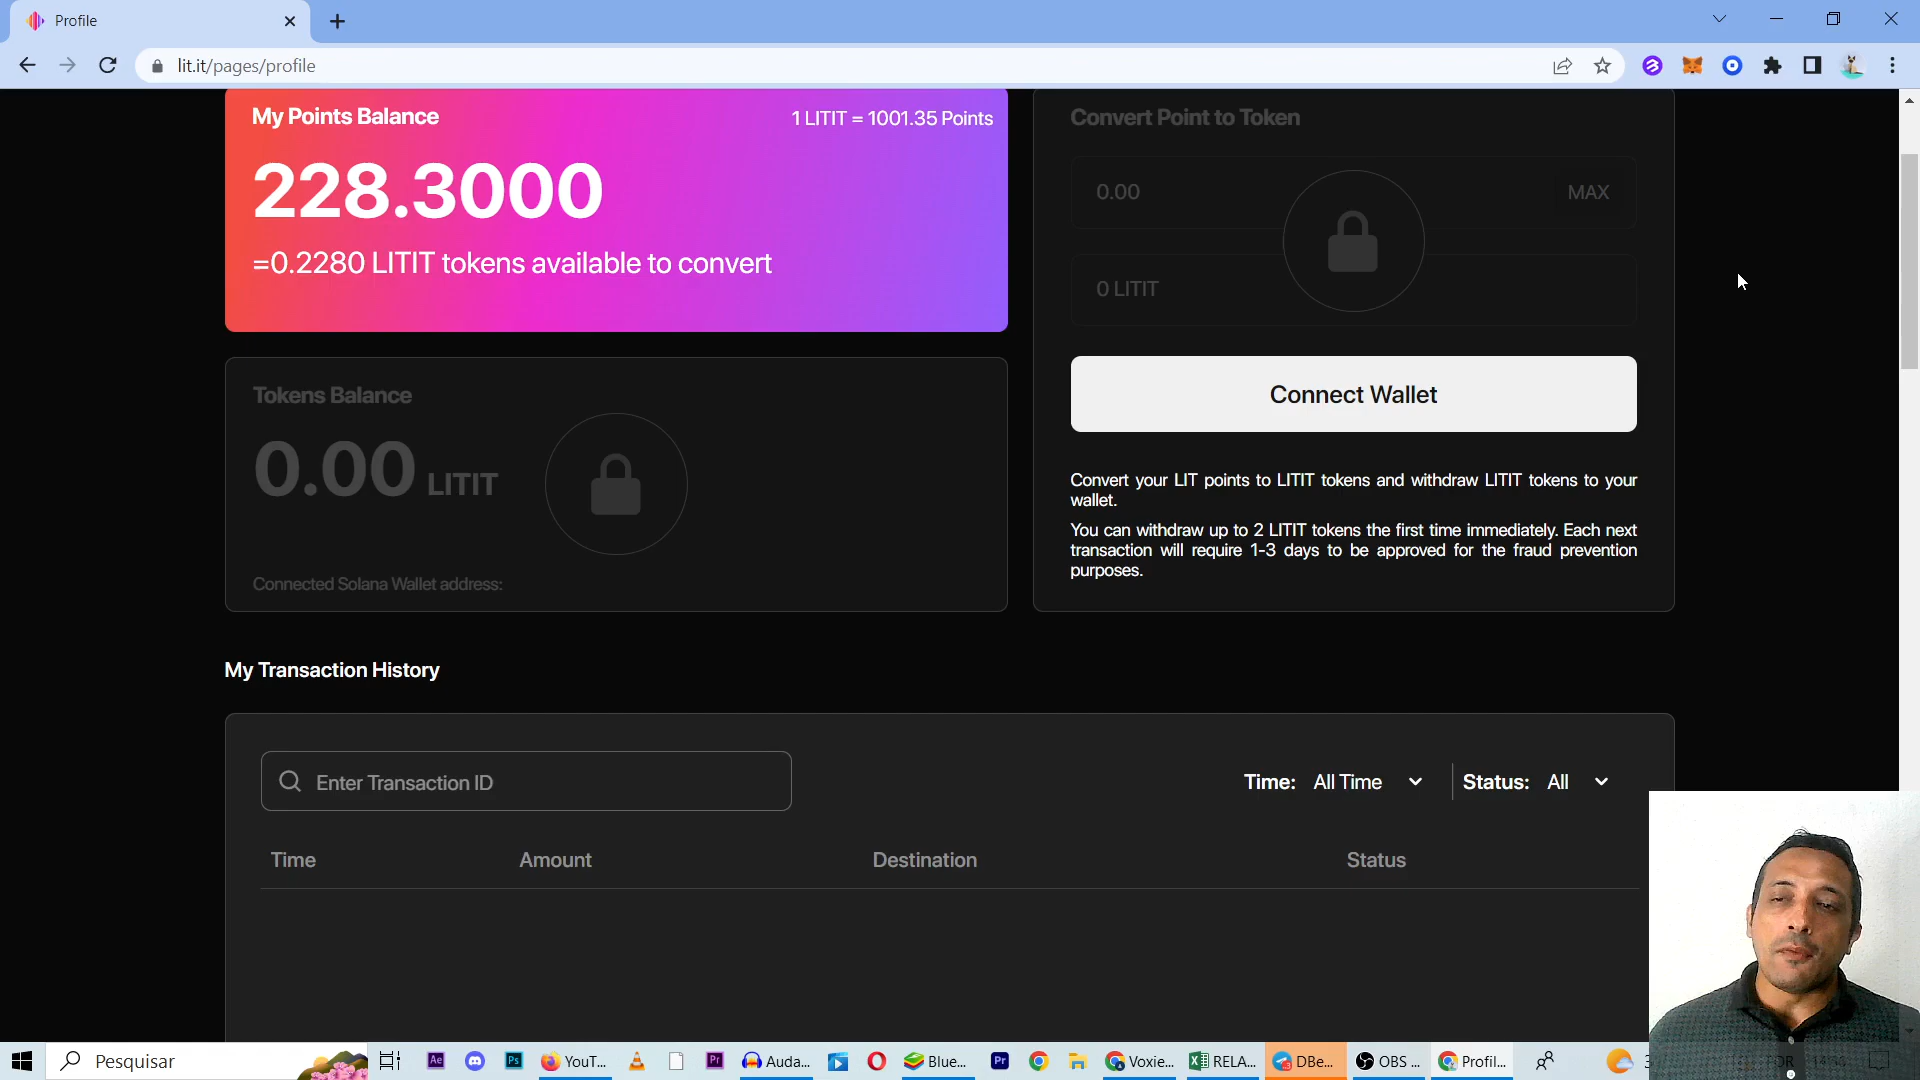 Profile
lit.it/pages/profile
My Points Balance
1 LITIT = 1001.35 Points
228.3000
=0.2280 LITIT tokens available to convert
Convert Point to Token
0.00
MAX
0 LITIT
Connect Wallet
Convert your LIT points to LITIT tokens and withdraw LITIT tokens to your
wallet.
You can withdraw up to 2 LITIT tokens the first time immediately. Each next
transaction will require 1-3 days to be approved for the fraud prevention
purposes.
Tokens Balance
0.00 LITIT
Connected Solana Wallet address:
My Transaction History
Enter Transaction ID
Time: All Time
Status: All
Time
Amount
Destination
Status
Pesquisar
Ae
Ps
YouT...
Pr
Auda...
Blue...
Pr
Voxie...
RELA...
DBe...
OBS ...
Profil...